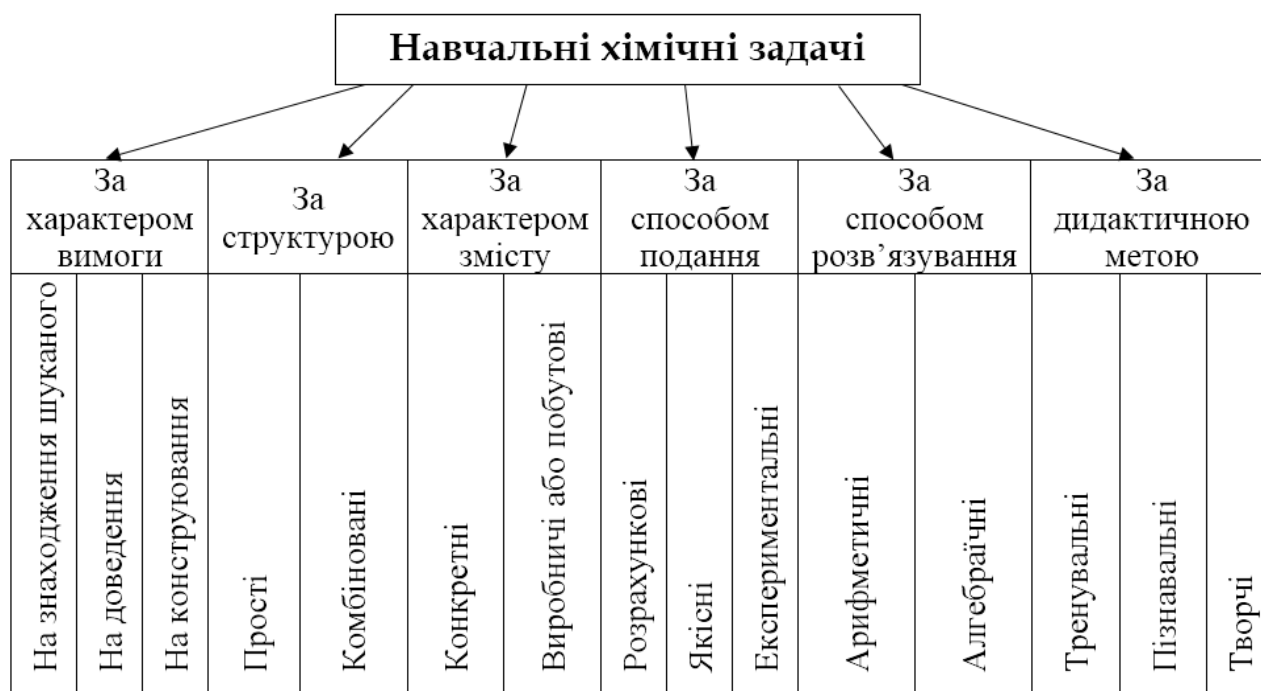 Навчальні хімічні задачі
За
характером
вимоги
За
структурою
За
характером
змісту
За
способом
подання
За
способом
розв’язування
За
дидактичною
метою
На знаходження шуканого
На доведення
На конструювання
Прості
Комбіновані
Конкретні
Виробничі або побутові
Розрахункові
Якісні
Експериментальні
Арифметичні
Алгебраїчні
Тренувальні
Пізнавальні
Творчі